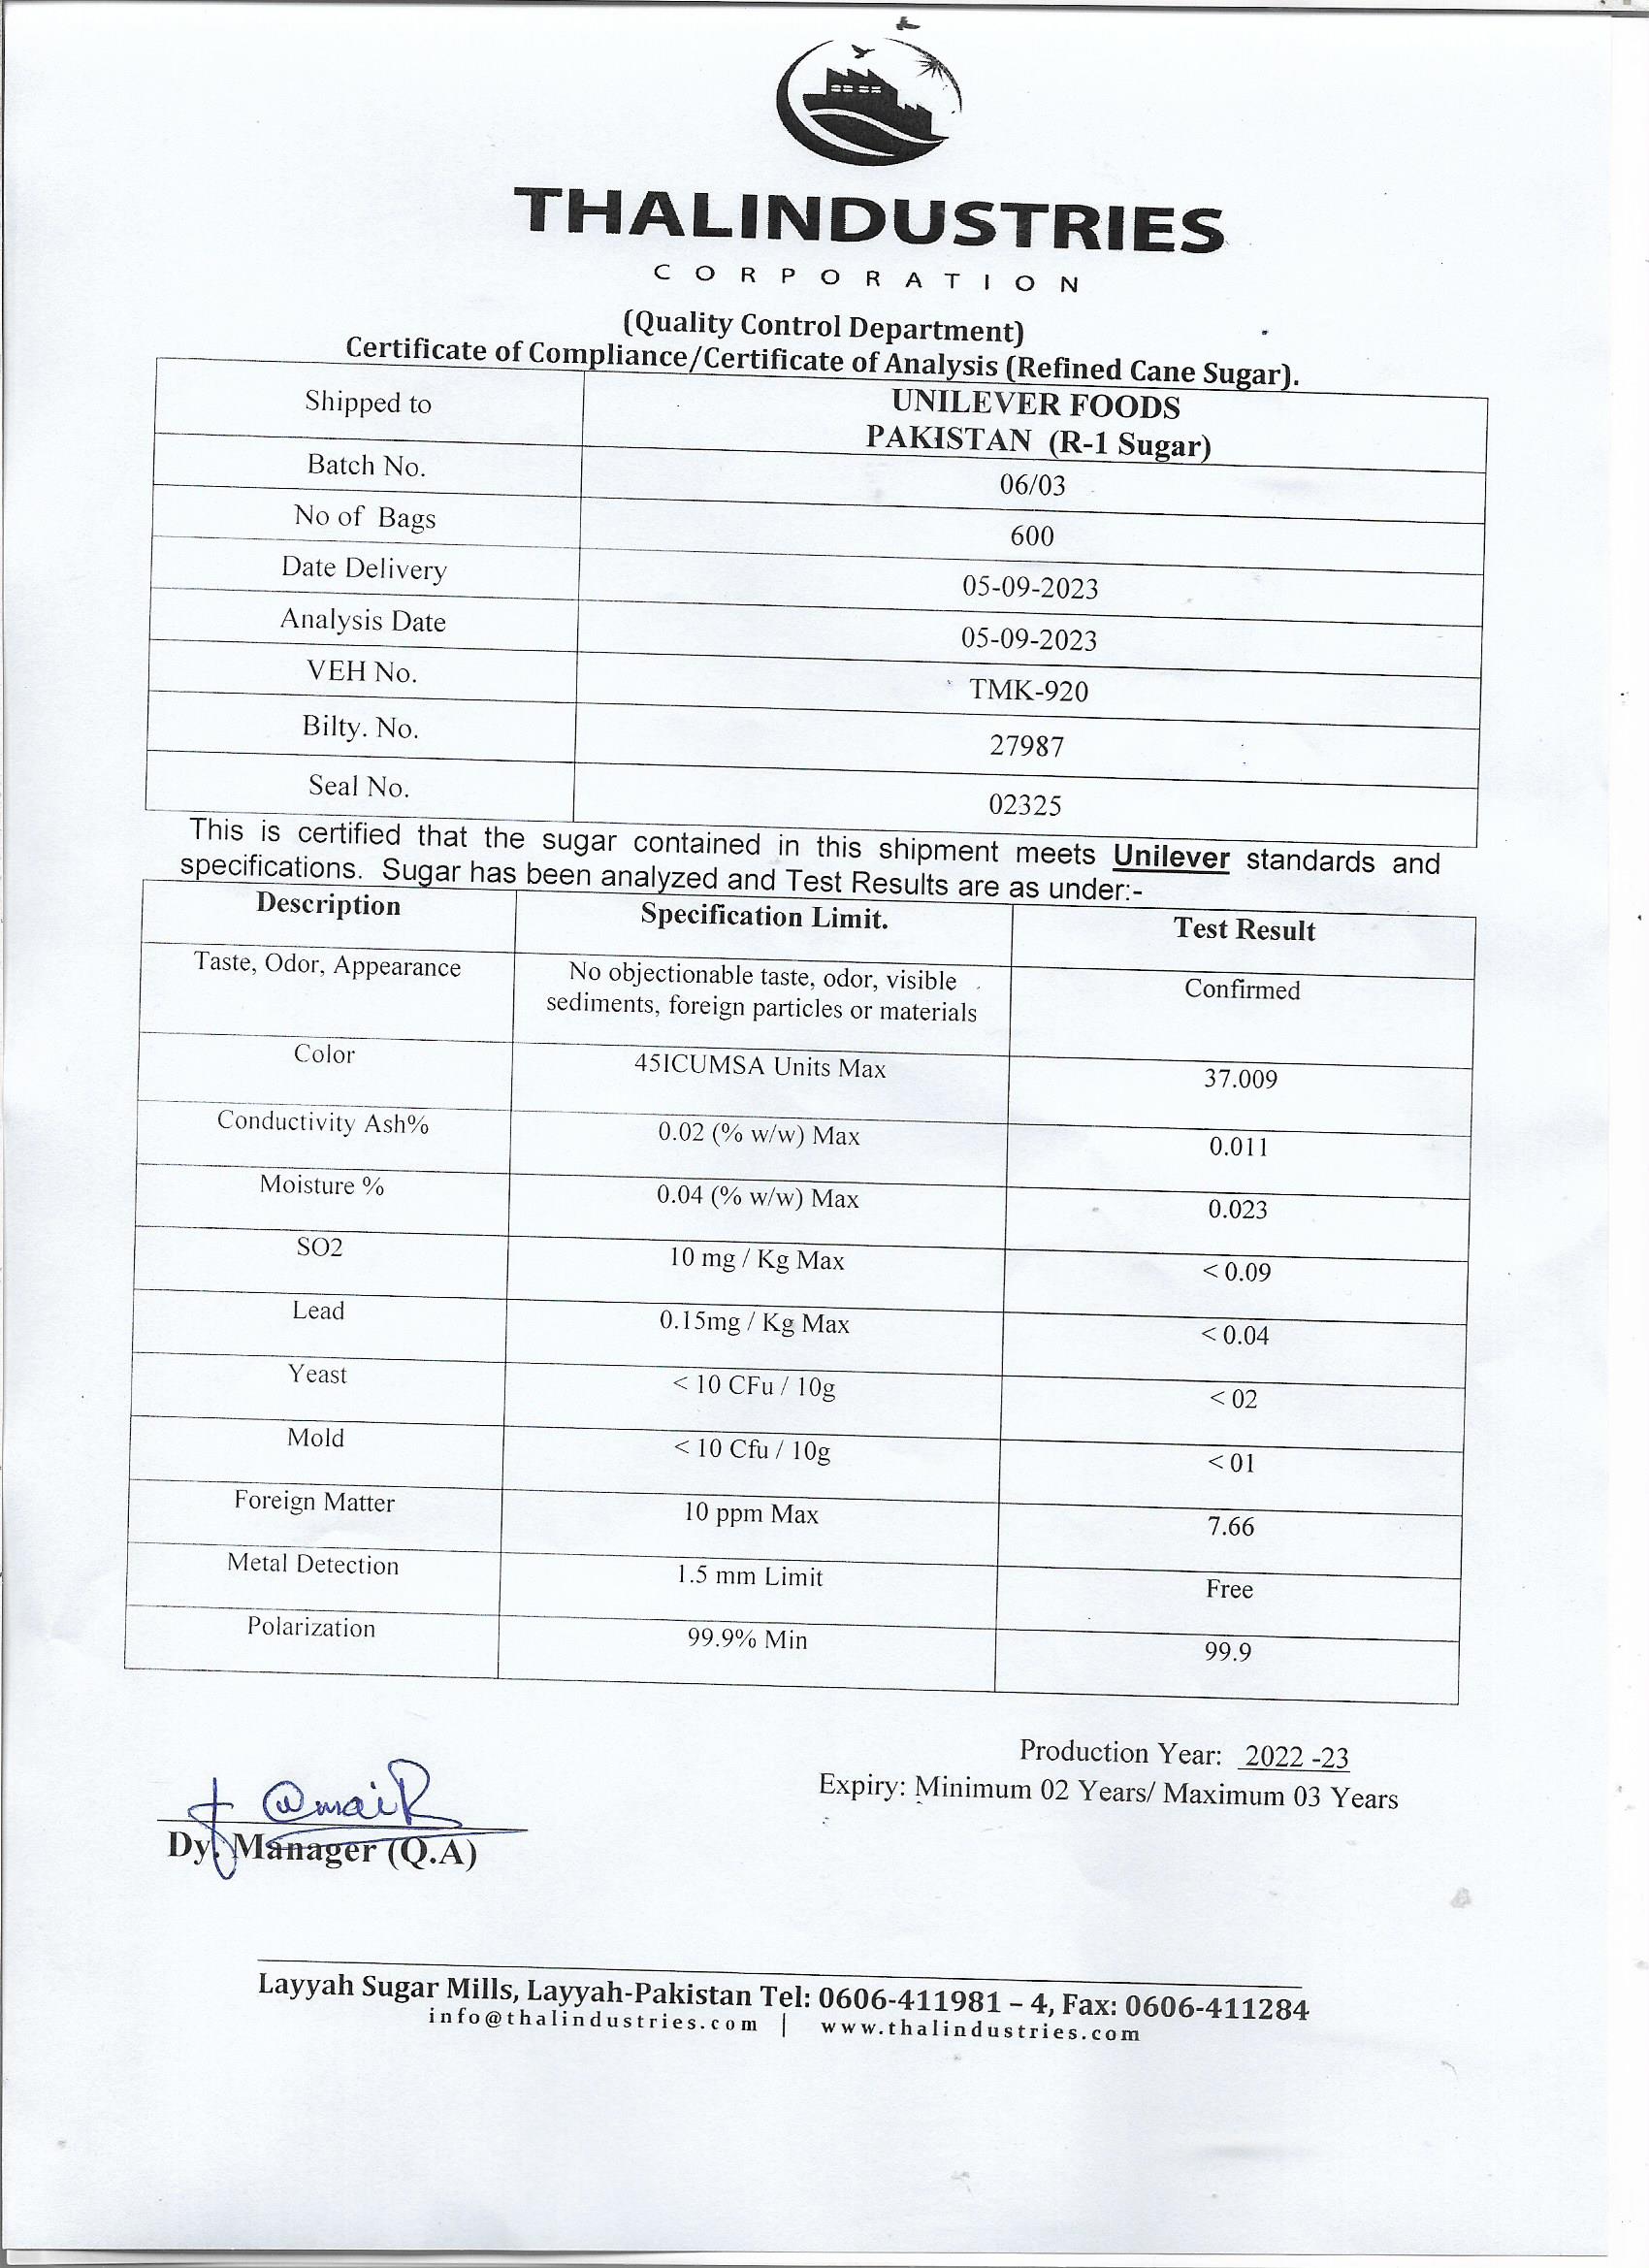 THALINDUSTRIES
CORPORATION
(Quality Control Department)
Certificate of Compliance/Certificate of Analysis (Refined Cane Sugar).
Shipped to UNILEVER FOODS
PAKISTAN (R-1 Sugar)
Batch No. 06/03
No of Bags 600
Date Delivery 05-09-2023
Analysis Date 05-09-2023
VEH No. TMK-920
Bilty. No. 27987
Seal No. 02325
This is certified that the sugar contained in this shipment meets Unilever standards and
specifications. Sugar has been analyzed and Test Results are as under:-
Description Specification Limit. Test Result
Taste, Odor, Appearance No objectionable taste, odor, visible Confirmed
sediments, foreign particles or materials
Color 45ICUMSA Units Max 37.009
Conductivity Ash% 0.02 (% w/w) Max 0.011
Moisture % 0.04 (% w/w) Max 0.023
SO2 10 mg / Kg Max < 0.09
Lead 0.15mg / Kg Max < 0.04
Yeast < 10 CFu / 10g < 02
Mold < 10 Cfu / 10g < 01
Foreign Matter 10 ppm Max 7.66
Metal Detection 1.5 mm Limit Free
Polarization 99.9% Min 99.9
Production Year: 2022 -23
Expiry: Minimum 02 Years/ Maximum 03 Years
Dy. Manager (Q.A)
Layyah Sugar Mills, Layyah-Pakistan Tel: 0606-411981 – 4, Fax: 0606-411284
info@thalindustries.com | www.thalindustries.com